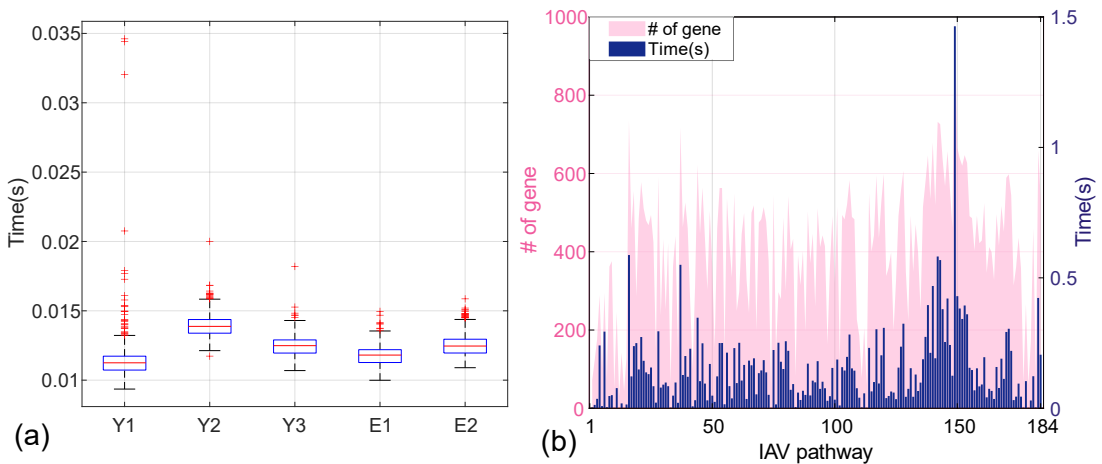 0.035
0.03
0.025
0.02
0.015
0.01
Time(s)
Y1 Y2 Y3 E1 E2
(a)
1000
800
600
400
200
0
# of gene
# of gene
Time(s)
1.5
1
0.5
0
Time(s)
1 50 100 150 184
IAV pathway
(b)